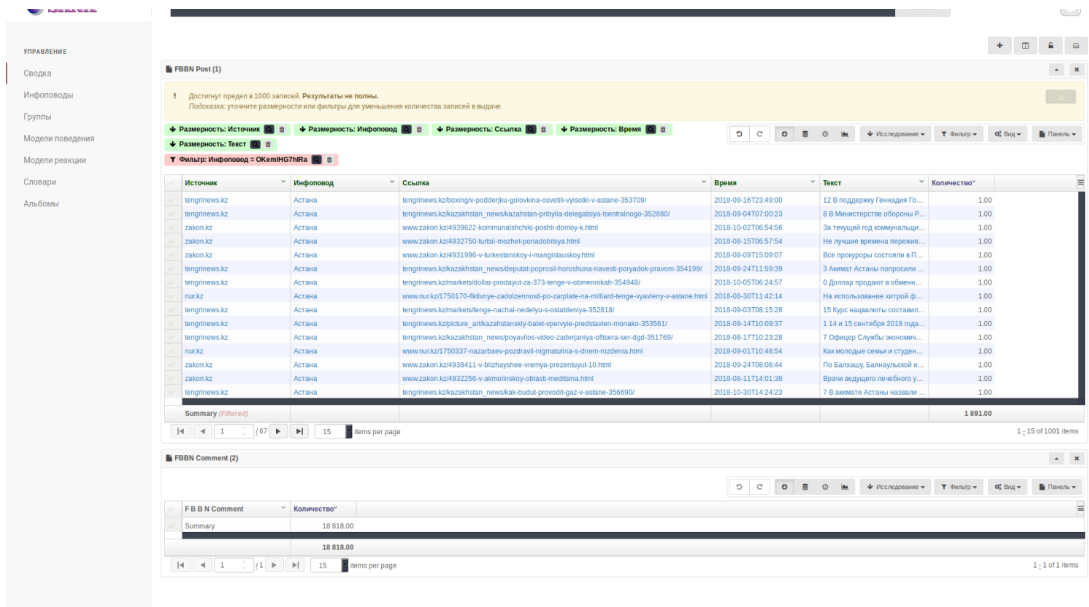 УПРАВЛЕНИЕ
Сводка
Инфоповоды
Группы
Модели поведения
Модели реакции
Словари
Альбомы
FBBN Post (1)
Достигнут предел в 1000 записей. Результаты не полны.
Подсказка: уточните размерности или фильтры для уменьшения количества записей в выдаче.
Размерность: Источник Размерность: Инфоповод Размерность: Ссылка Размерность: Время
Размерность: Текст
Фильтр: Инфоповод = OKemIHG7hIRa
Исследование Фильтр Вид Панель
Источник Инфоповод Ссылка Время Текст Количество
tengrinews.kz Астана tengrinews.kz/boxing/v-podderjku-golovkina-osvetili-vyisotki-v-astane-353709/ 2018-09-16T23:49:00 12 В поддержку Геннадия Го... 1.00
tengrinews.kz Астана tengrinews.kz/kazakhstan_news/kazahstan-pribyila-delegatsiya-tsentralnogo-352880/ 2018-09-04T07:00:23 8 В Министерстве обороны Р... 1.00
zakon.kz Астана www.zakon.kz/4939622-kommunalshchiki-poshli-domoy-k.html 2018-10-02T06:54:56 За текущий год коммунальщи... 1.00
zakon.kz Астана www.zakon.kz/4932750-turtsii-mozhet-ponadobitsya.html 2018-08-15T06:57:54 Не лучшие времена пережив... 1.00
zakon.kz Астана www.zakon.kz/4931996-v-turkestanskoy-i-mangistauskoy.html 2018-08-09T15:09:07 Все прокуроры состояли в П... 1.00
tengrinews.kz Астана tengrinews.kz/kazakhstan_news/deputat-poprosil-horoshuna-navesti-poryadok-pravom-354199/ 2018-09-24T11:59:39 3 Акимат Астаны попросили ... 1.00
tengrinews.kz Астана tengrinews.kz/markets/dollar-prodayut-za-373-tenge-v-obmennikah-354948/ 2018-10-05T06:24:57 0 Доллар продают в обменн... 1.00
nur.kz Астана www.nur.kz/1750170-fiktivnye-zadolzennosti-po-zarplate-na-milliard-tenge-vyavleny-v-astane.html 2018-08-30T11:42:14 На использование хитрой ф... 1.00
tengrinews.kz Астана tengrinews.kz/markets/tenge-nachal-nedelyu-s-oslableniya-352818/ 2018-09-03T08:15:28 15 Курс нацвалюты составил... 1.00
tengrinews.kz Астана tengrinews.kz/picture_art/kazahstanskiy-balet-vpervyie-predstavlen-monako-353561/ 2018-09-14T10:09:37 1 14 и 15 сентября 2018 года... 1.00
tengrinews.kz Астана tengrinews.kz/kazakhstan_news/poyavilos-video-zaderjaniya-ofitsera-ser-dgd-351769/ 2018-08-17T10:23:28 7 Офицер Службы экономич... 1.00
nur.kz Астана www.nur.kz/1750337-nazarbaev-pozdravil-nigmatulina-s-dnem-rozdenia.html 2018-09-01T10:48:54 Как молодые семьи и студен... 1.00
zakon.kz Астана www.zakon.kz/4938411-v-blizhayshee-vremya-prezentuyut-10.html 2018-09-24T08:06:44 По Балхашу, Баянаульской и... 1.00
zakon.kz Астана www.zakon.kz/4932256-v-akmolinskoy-oblasti-meditsina.html 2018-08-11T14:01:38 Врачи ведущего лечебного у... 1.00
tengrinews.kz Астана tengrinews.kz/kazakhstan_news/kak-budut-provodit-gaz-v-astane-356690/ 2018-10-30T14:24:23 7 В акимате Астаны назвали ... 1.00
Summary (Filtered) 1 891.00
1 / 67 15 items per page 1 - 15 of 1001 items
FBBN Comment (2)
Исследование Фильтр Вид Панель
F B B N Comment Количество
Summary 18 818.00
18 818.00
1 / 1 15 items per page 1 - 1 of 1 items